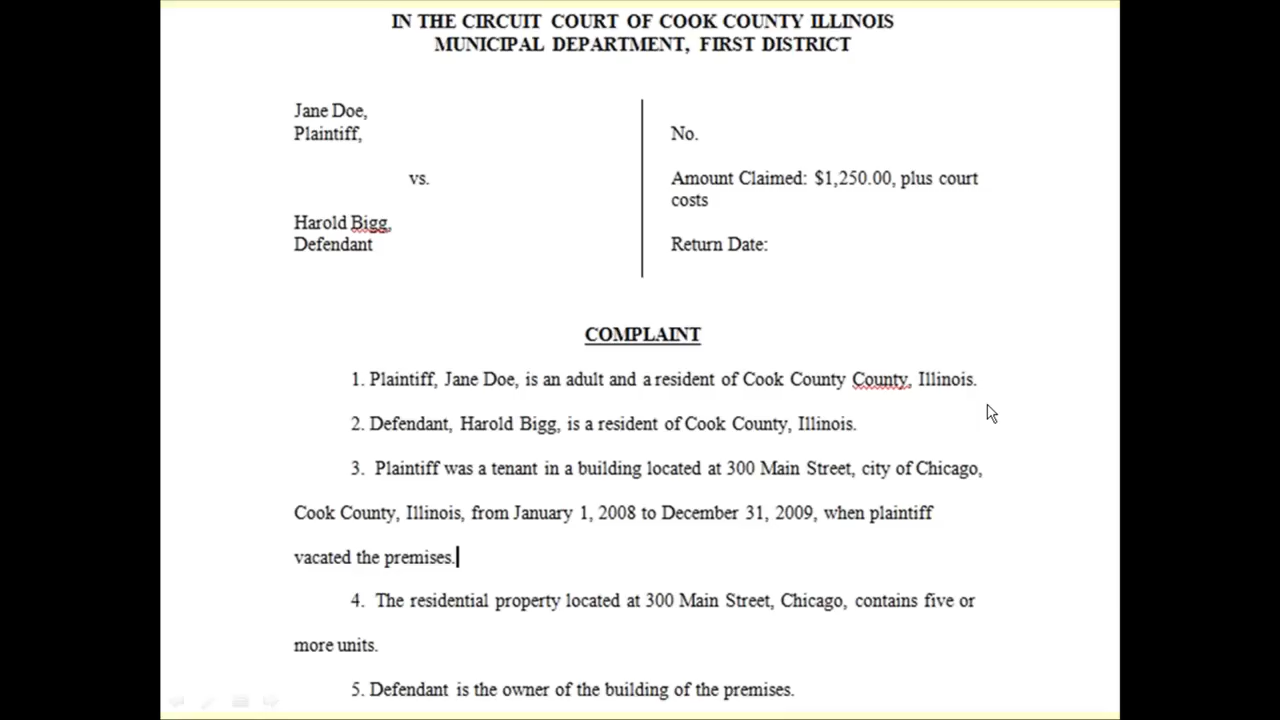 IN THE CIRCUIT COURT OF COOK COUNTY ILLINOIS
MUNICIPAL DEPARTMENT, FIRST DISTRICT
Jane Doe,
Plaintiff,
vs.
Harold Bigg,
Defendant
No.
Amount Claimed: $1,250.00, plus court
costs
Return Date:
COMPLAINT
1. Plaintiff, Jane Doe, is an adult and a resident of Cook County County, Illinois.
2. Defendant, Harold Bigg, is a resident of Cook County, Illinois.
3. Plaintiff was a tenant in a building located at 300 Main Street, city of Chicago,
Cook County, Illinois, from January 1, 2008 to December 31, 2009, when plaintiff
vacated the premises.
4. The residential property located at 300 Main Street, Chicago, contains five or
more units.
5. Defendant is the owner of the building of the premises.